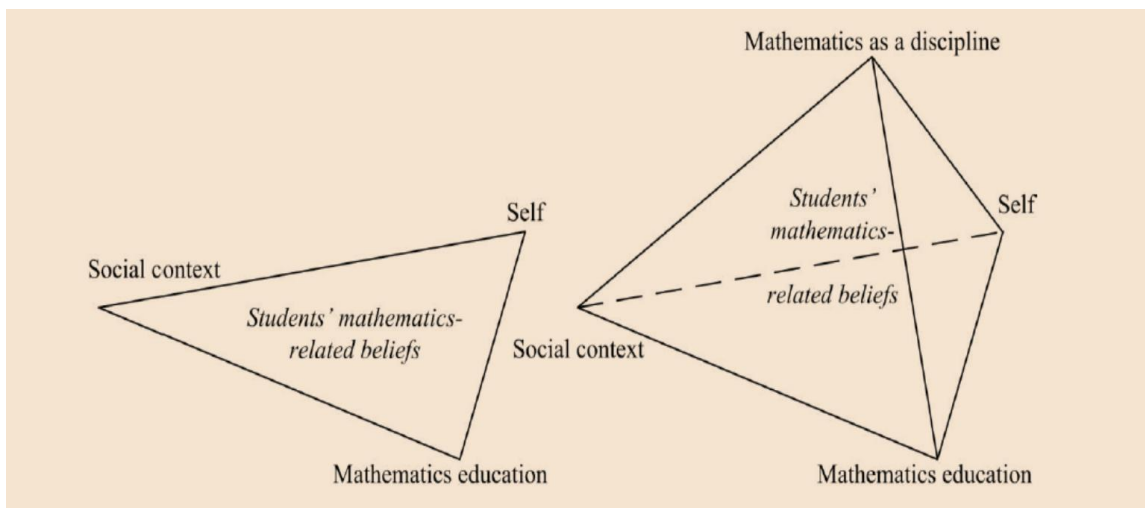 Self
Social context
Students’ mathematics-
related beliefs
Mathematics education
Mathematics as a discipline
Students’
mathematics-
related beliefs
Self
Social context
Mathematics education